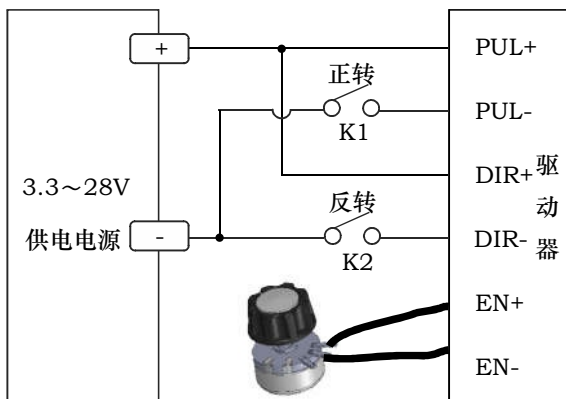 +
PUL+
正转
K1
PUL-
3.3～28V
供电电源
-
DIR+
驱动器
反转
K2
DIR-
EN+
EN-